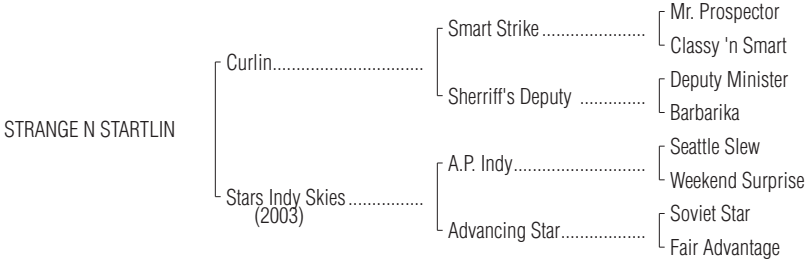 Mr. Prospector
Smart Strike ......................
Classy 'n Smart
Curlin................................
Deputy Minister
Sherriff's Deputy ..............
Barbarika
STRANGE N STARTLIN
Seattle Slew
A.P. Indy............................
Weekend Surprise
Stars Indy Skies ................
(2003)
Soviet Star
Advancing Star..................
Fair Advantage